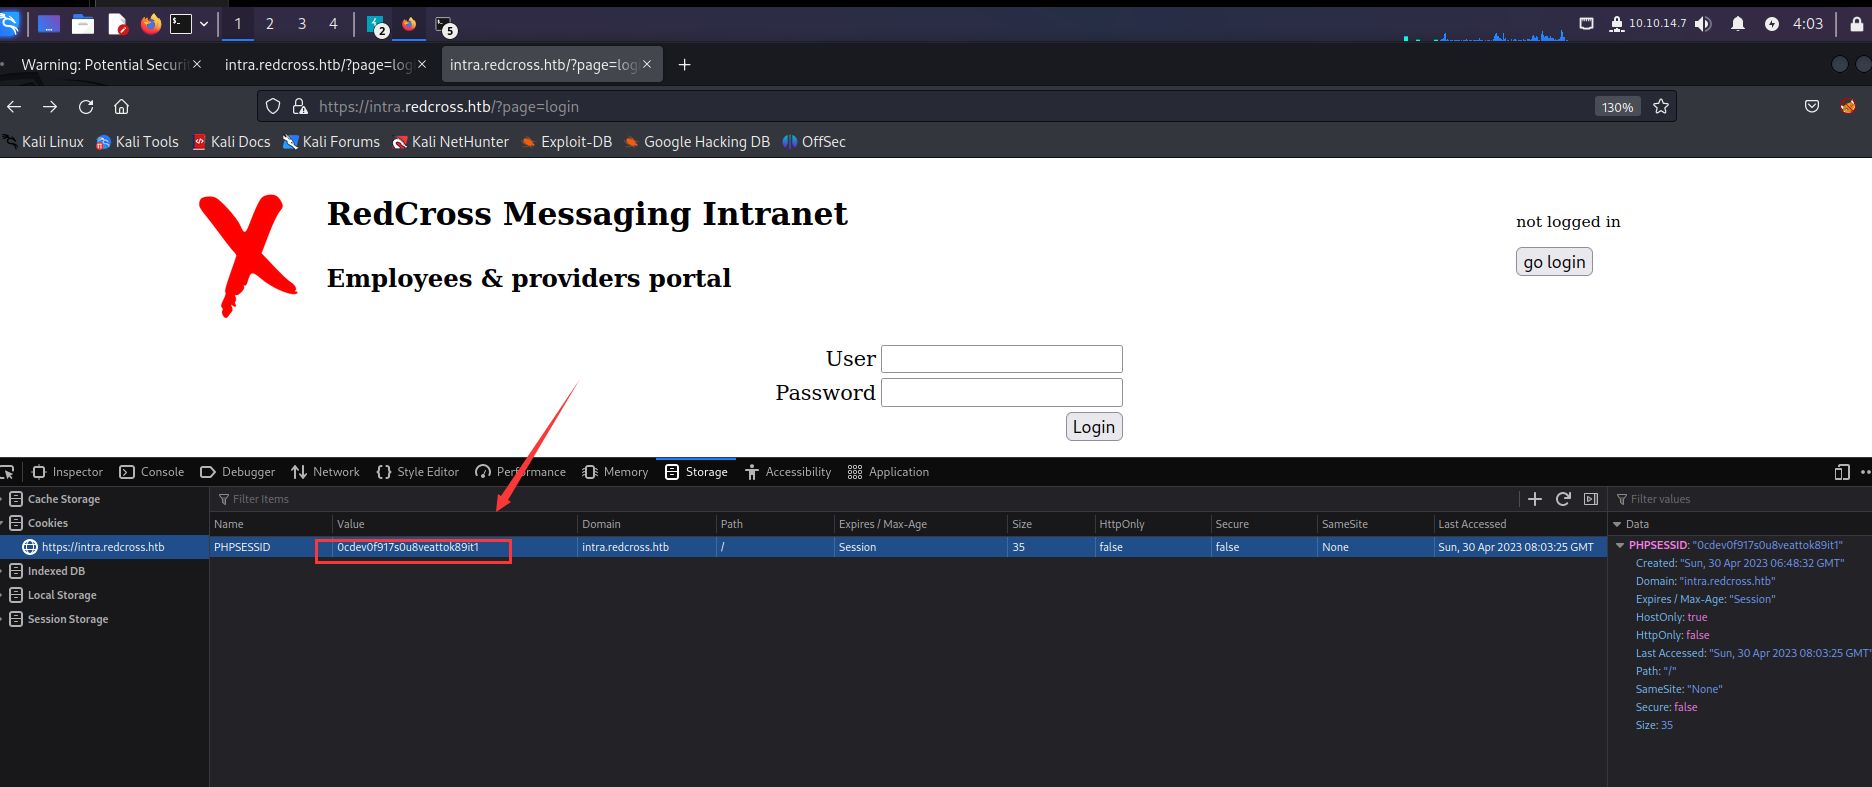 1 2 3 4 2 5 10.10.14.7 4:03
Warning: Potential Securi intra.redcross.htb/?page=log intra.redcross.htb/?page=log
https://intra.redcross.htb/?page=login 130%
Kali Linux Kali Tools Kali Docs Kali Forums Kali NetHunter Exploit-DB Google Hacking DB OffSec
RedCross Messaging Intranet
not logged in
go login
Employees & providers portal
User
Password
Login
Inspector Console Debugger Network Style Editor Performance Memory Storage Accessibility Application
Cache Storage Filter Items Filter values
Cookies Name Value Domain Path Expires / Max-Age Size HttpOnly Secure SameSite Last Accessed Data
https://intra.redcross.htb PHPSESSID 0cdev0f917s0u8veattok89it1 intra.redcross.htb / Session 35 false false None Sun, 30 Apr 2023 08:03:25 GMT PHPSESSID: "0cdev0f917s0u8veattok89it1"
Created: "Sun, 30 Apr 2023 06:48:32 GMT"
Indexed DB
Domain: "intra.redcross.htb"
Local Storage Expires / Max-Age: "Session"
Session Storage HostOnly: true
HttpOnly: false
Last Accessed: "Sun, 30 Apr 2023 08:03:25 GMT"
Path: "/"
SameSite: "None"
Secure: false
Size: 35